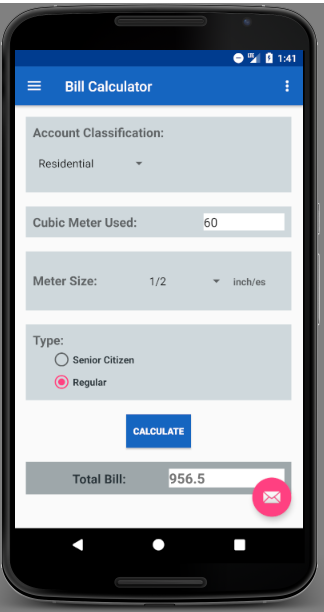 1:41
Bill Calculator
Account Classification:
Residential
Cubic Meter Used: 60
Meter Size: 1/2 inch/es
Type:
Senior Citizen
Regular
CALCULATE
Total Bill: 956.5